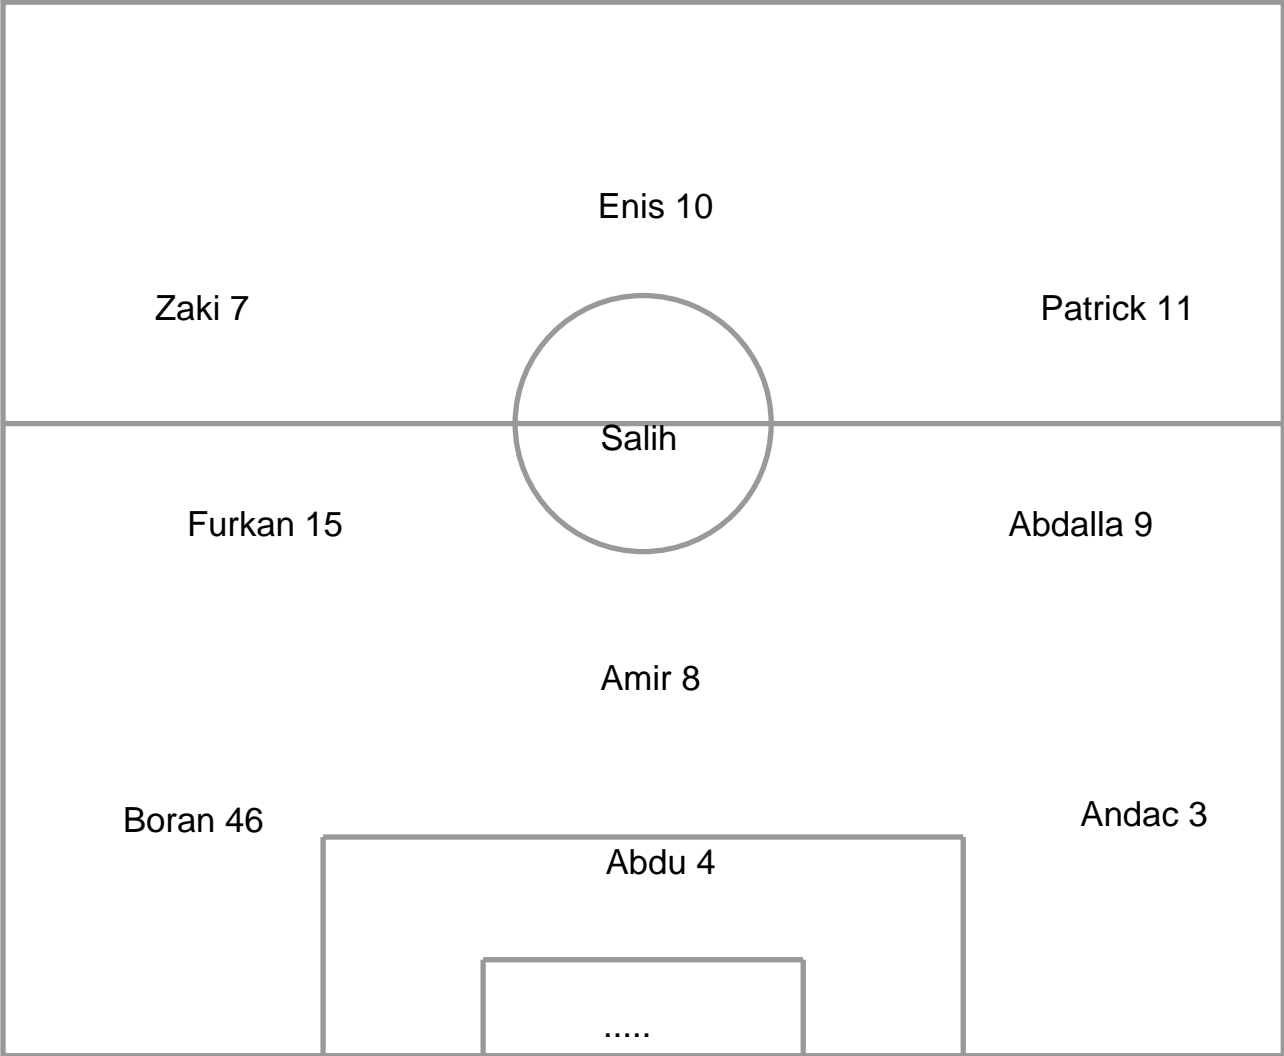 Enis 10
Zaki 7
Patrick 11
Salih
Furkan 15
Abdalla 9
Amir 8
Boran 46
Andac 3
Abdu 4
.....